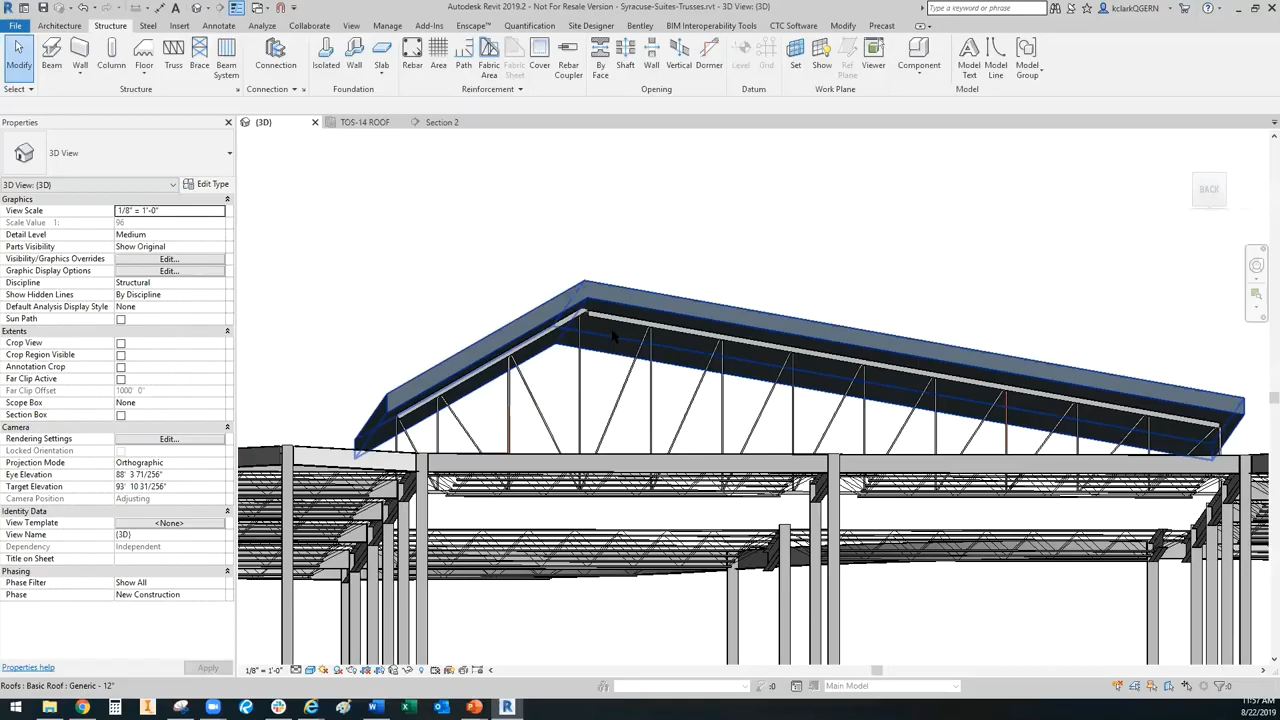 Autodesk Revit 2019.2 - Not For Resale Version - Syracuse-Suites-Trusses.rvt - 3D View: {3D}
Type a keyword or phrase
kclarkQGERN
File Architecture Structure Steel Insert Annotate Analyze Collaborate View Manage Add-Ins Enscape™ Quantification Site Designer Bentley BIM Interoperability Tools CTC Software Modify Precast
Modify Beam Wall Column Floor Truss Brace Beam System Connection Isolated Wall Slab Rebar Area Path Fabric Area Fabric Sheet Cover Rebar Coupler By Face Shaft Wall Vertical Dormer Level Grid Set Show Ref Plane Viewer Component Model Text Model Line Model Group
Select Structure Connection Foundation Reinforcement Opening Datum Work Plane Model
Properties
{3D} TOS-14 ROOF Section 2
3D View
3D View: {3D} Edit Type
Graphics
View Scale 1/8" = 1'-0"
Scale Value 1: 96
Detail Level Medium
Parts Visibility Show Original
Visibility/Graphics Overrides Edit...
Graphic Display Options Edit...
Discipline Structural
Show Hidden Lines By Discipline
Default Analysis Display Style None
Sun Path
Extents
Crop View
Crop Region Visible
Annotation Crop
Far Clip Active
Far Clip Offset 1000' 0"
Scope Box None
Section Box
Camera
Rendering Settings Edit...
Locked Orientation
Projection Mode Orthographic
Eye Elevation 88' 3 71/256"
Target Elevation 93' 10 31/256"
Camera Position Adjusting
Identity Data
View Template <None>
View Name {3D}
Dependency Independent
Title on Sheet
Phasing
Phase Filter Show All
Phase New Construction
BACK
Properties help Apply
1/8" = 1'-0"
Roofs : Basic Roof : Generic - 12"
:0 Main Model :0
11:57 AM
8/22/2019